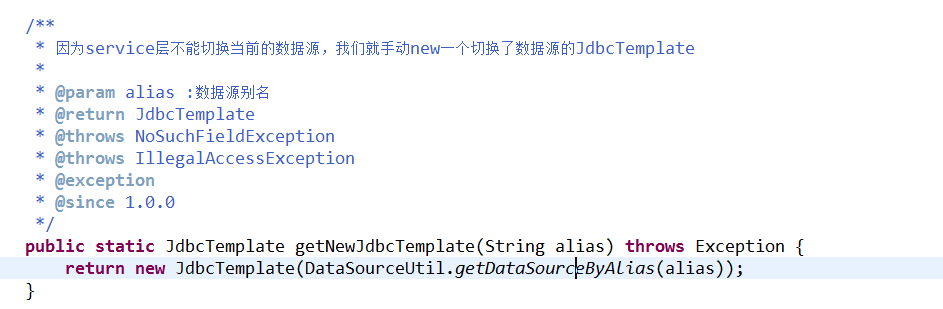 /**
 * 因为service层不能切换当前的数据源，我们就手动new一个切换了数据源的JdbcTemplate
 *
 * @param alias :数据源别名
 * @return JdbcTemplate
 * @throws NoSuchFieldException
 * @throws IllegalAccessException
 * @exception
 * @since 1.0.0
 */
public static JdbcTemplate getNewJdbcTemplate(String alias) throws Exception {
    return new JdbcTemplate(DataSourceUtil.getDataSourceByAlias(alias));
}